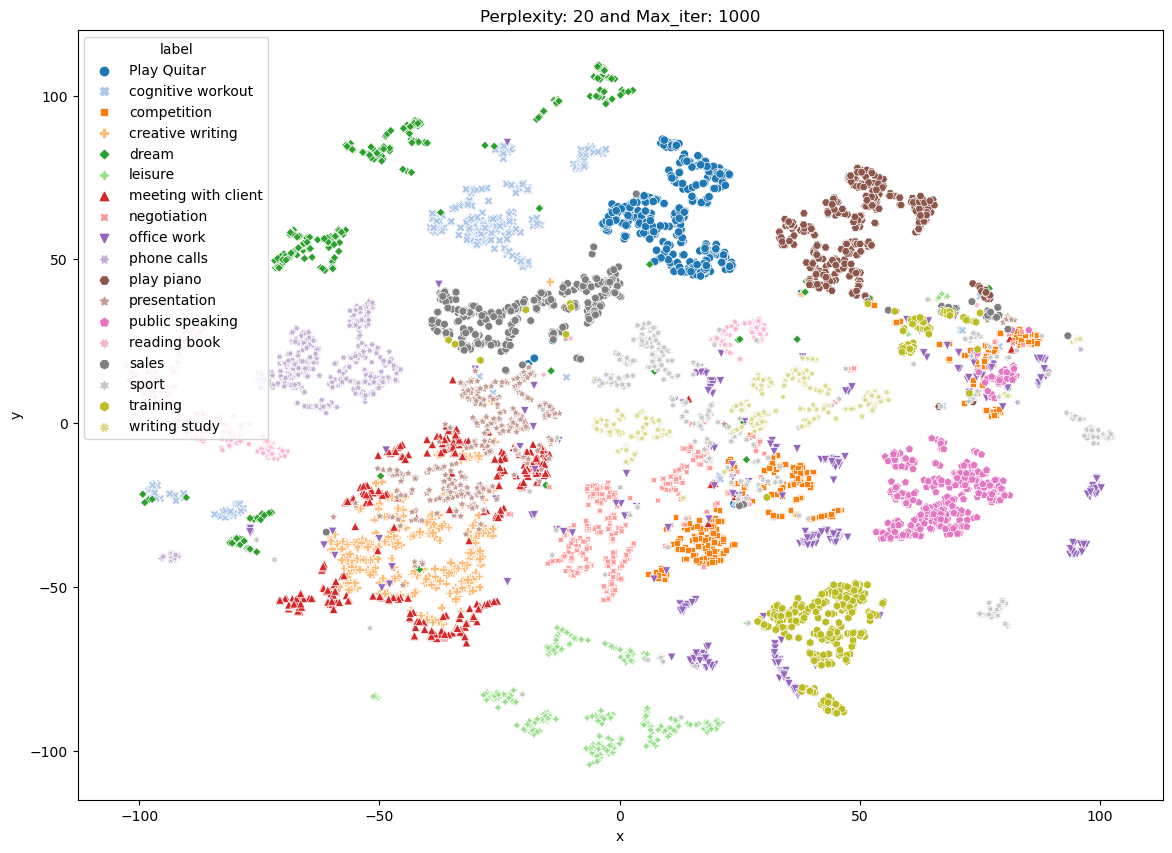 Perplexity: 20 and Max_iter: 1000
label
Play Quitar
cognitive workout
competition
creative writing
dream
leisure
meeting with client
negotiation
office work
phone calls
play piano
presentation
public speaking
reading book
sales
sport
training
writing study
y
100
50
0
−50
−100
−100
−50
0
50
100
x